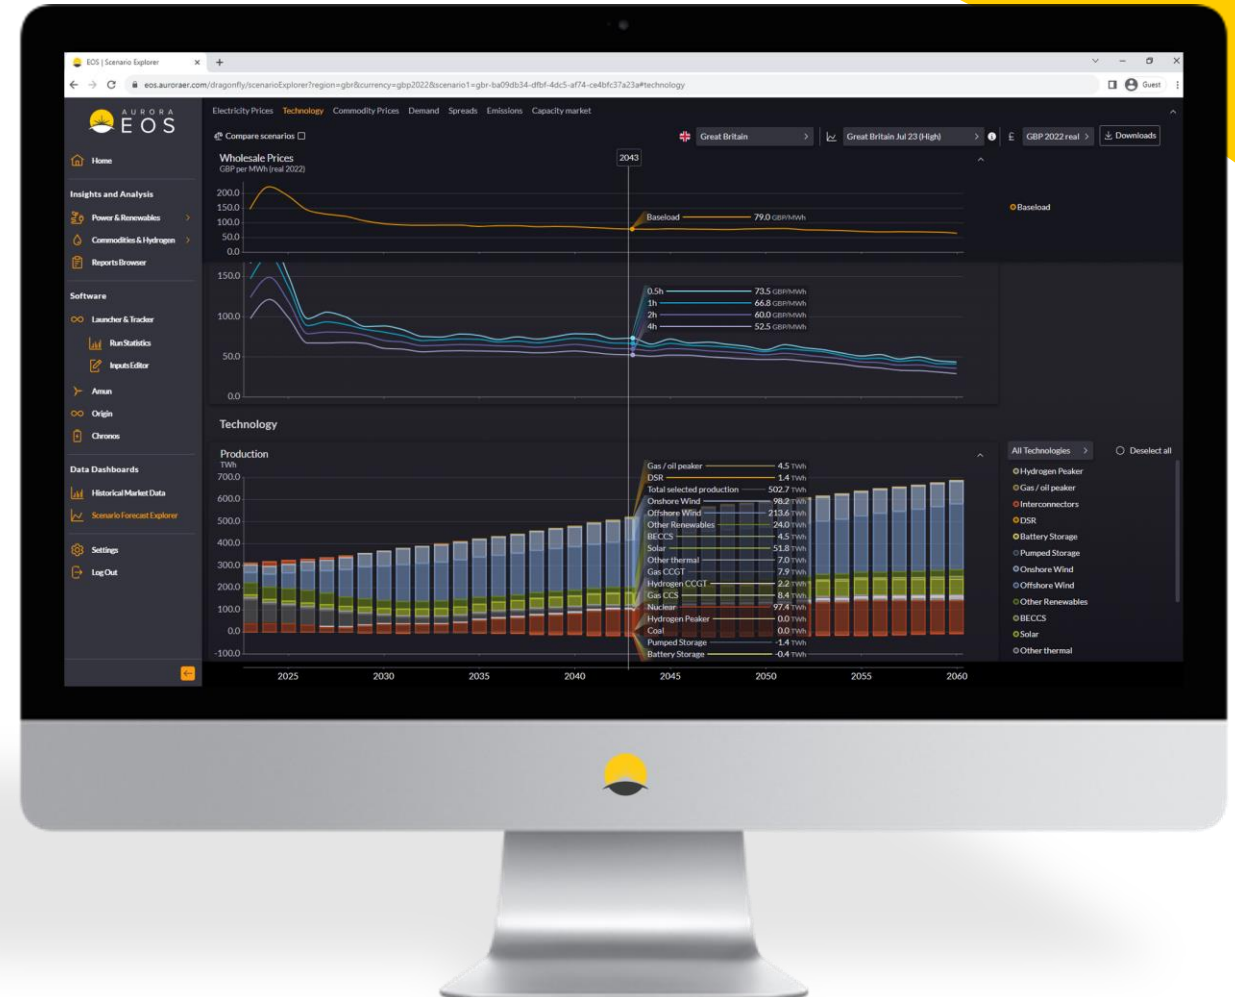 EOS | Scenario Explorer
eos.auroraer.com/dragonfly/scenarioExplorer?region=gbr&currency=gbp2022&scenario1=gbr-ba09db34-dfbf-4dc5-af74-ce4bfc37a23a#technology
Guest
AURORA
EOS
Home
Insights and Analysis
Power & Renewables
Commodities & Hydrogen
Reports Browser
Software
Launcher & Tracker
Run Statistics
Inputs Editor
Amun
Origin
Chronos
Data Dashboards
Historical Market Data
Scenario Forecast Explorer
Settings
Log Out
Electricity Prices Technology Commodity Prices Demand Spreads Emissions Capacity market
Compare scenarios
Great Britain
Great Britain Jul 23 (High)
£ GBP 2022 real
Downloads
Wholesale Prices
GBP per MWh (real 2022)
2043
200.0
150.0
100.0
50.0
0.0
Baseload 79.0 GBP/MWh
Baseload
150.0
100.0
50.0
0.0
0.5h 73.5 GBP/MWh
1h 66.8 GBP/MWh
2h 60.0 GBP/MWh
4h 52.5 GBP/MWh
Technology
Production
TWh
700.0
600.0
500.0
400.0
300.0
200.0
100.0
0.0
-100.0
Gas / oil peaker 4.5 TWh
DSR 1.4 TWh
Total selected production 502.7 TWh
Onshore Wind 98.2 TWh
Offshore Wind 213.6 TWh
Other Renewables 24.0 TWh
BECCS 4.5 TWh
Solar 51.8 TWh
Other thermal 7.0 TWh
Gas CCGT 7.9 TWh
Hydrogen CCGT 2.2 TWh
Gas CCS 8.4 TWh
Nuclear 97.4 TWh
Hydrogen Peaker 0.0 TWh
Coal 0.0 TWh
Pumped Storage -1.4 TWh
Battery Storage -0.4 TWh
2025 2030 2035 2040 2045 2050 2055 2060
All Technologies
Deselect all
Hydrogen Peaker
Gas / oil peaker
Interconnectors
DSR
Battery Storage
Pumped Storage
Onshore Wind
Offshore Wind
Other Renewables
BECCS
Solar
Other thermal